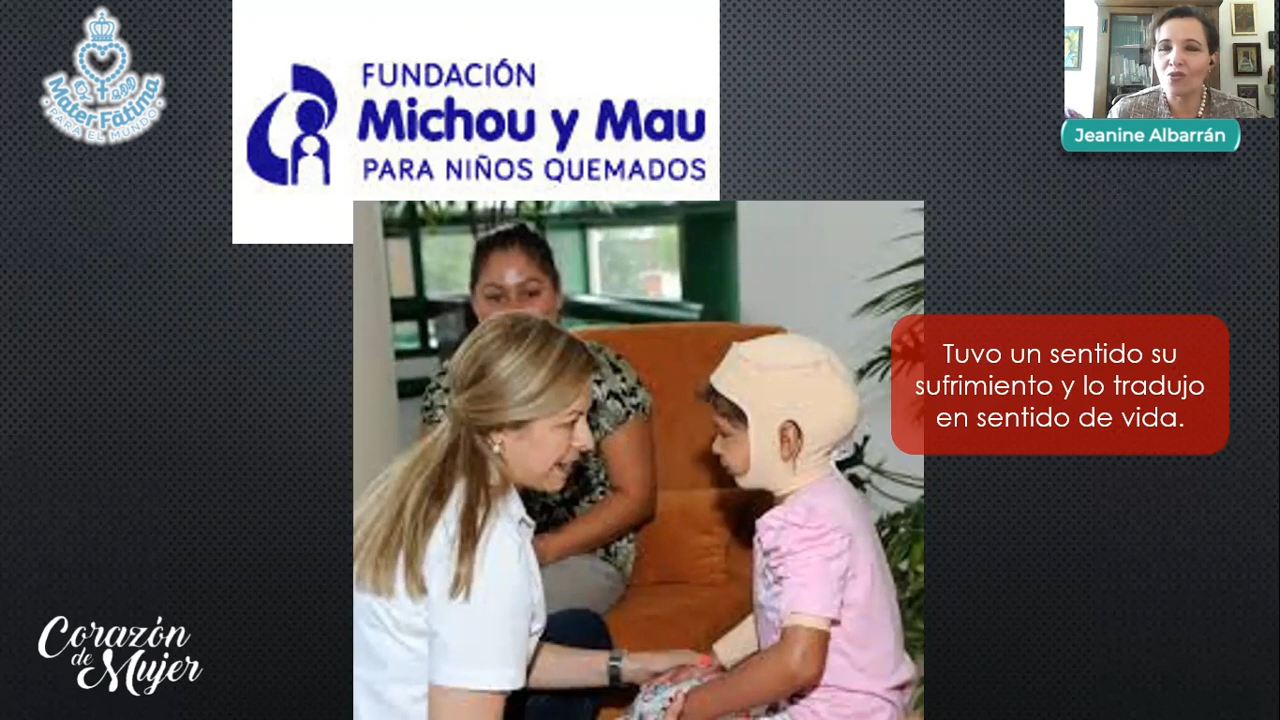 Mater Fátima
PARA EL MUNDO
FUNDACIÓN
Michou y Mau
PARA NIÑOS QUEMADOS
Jeanine Albarrán
Tuvo un sentido su
sufrimiento y lo tradujo
en sentido de vida.
Corazón
de Mujer